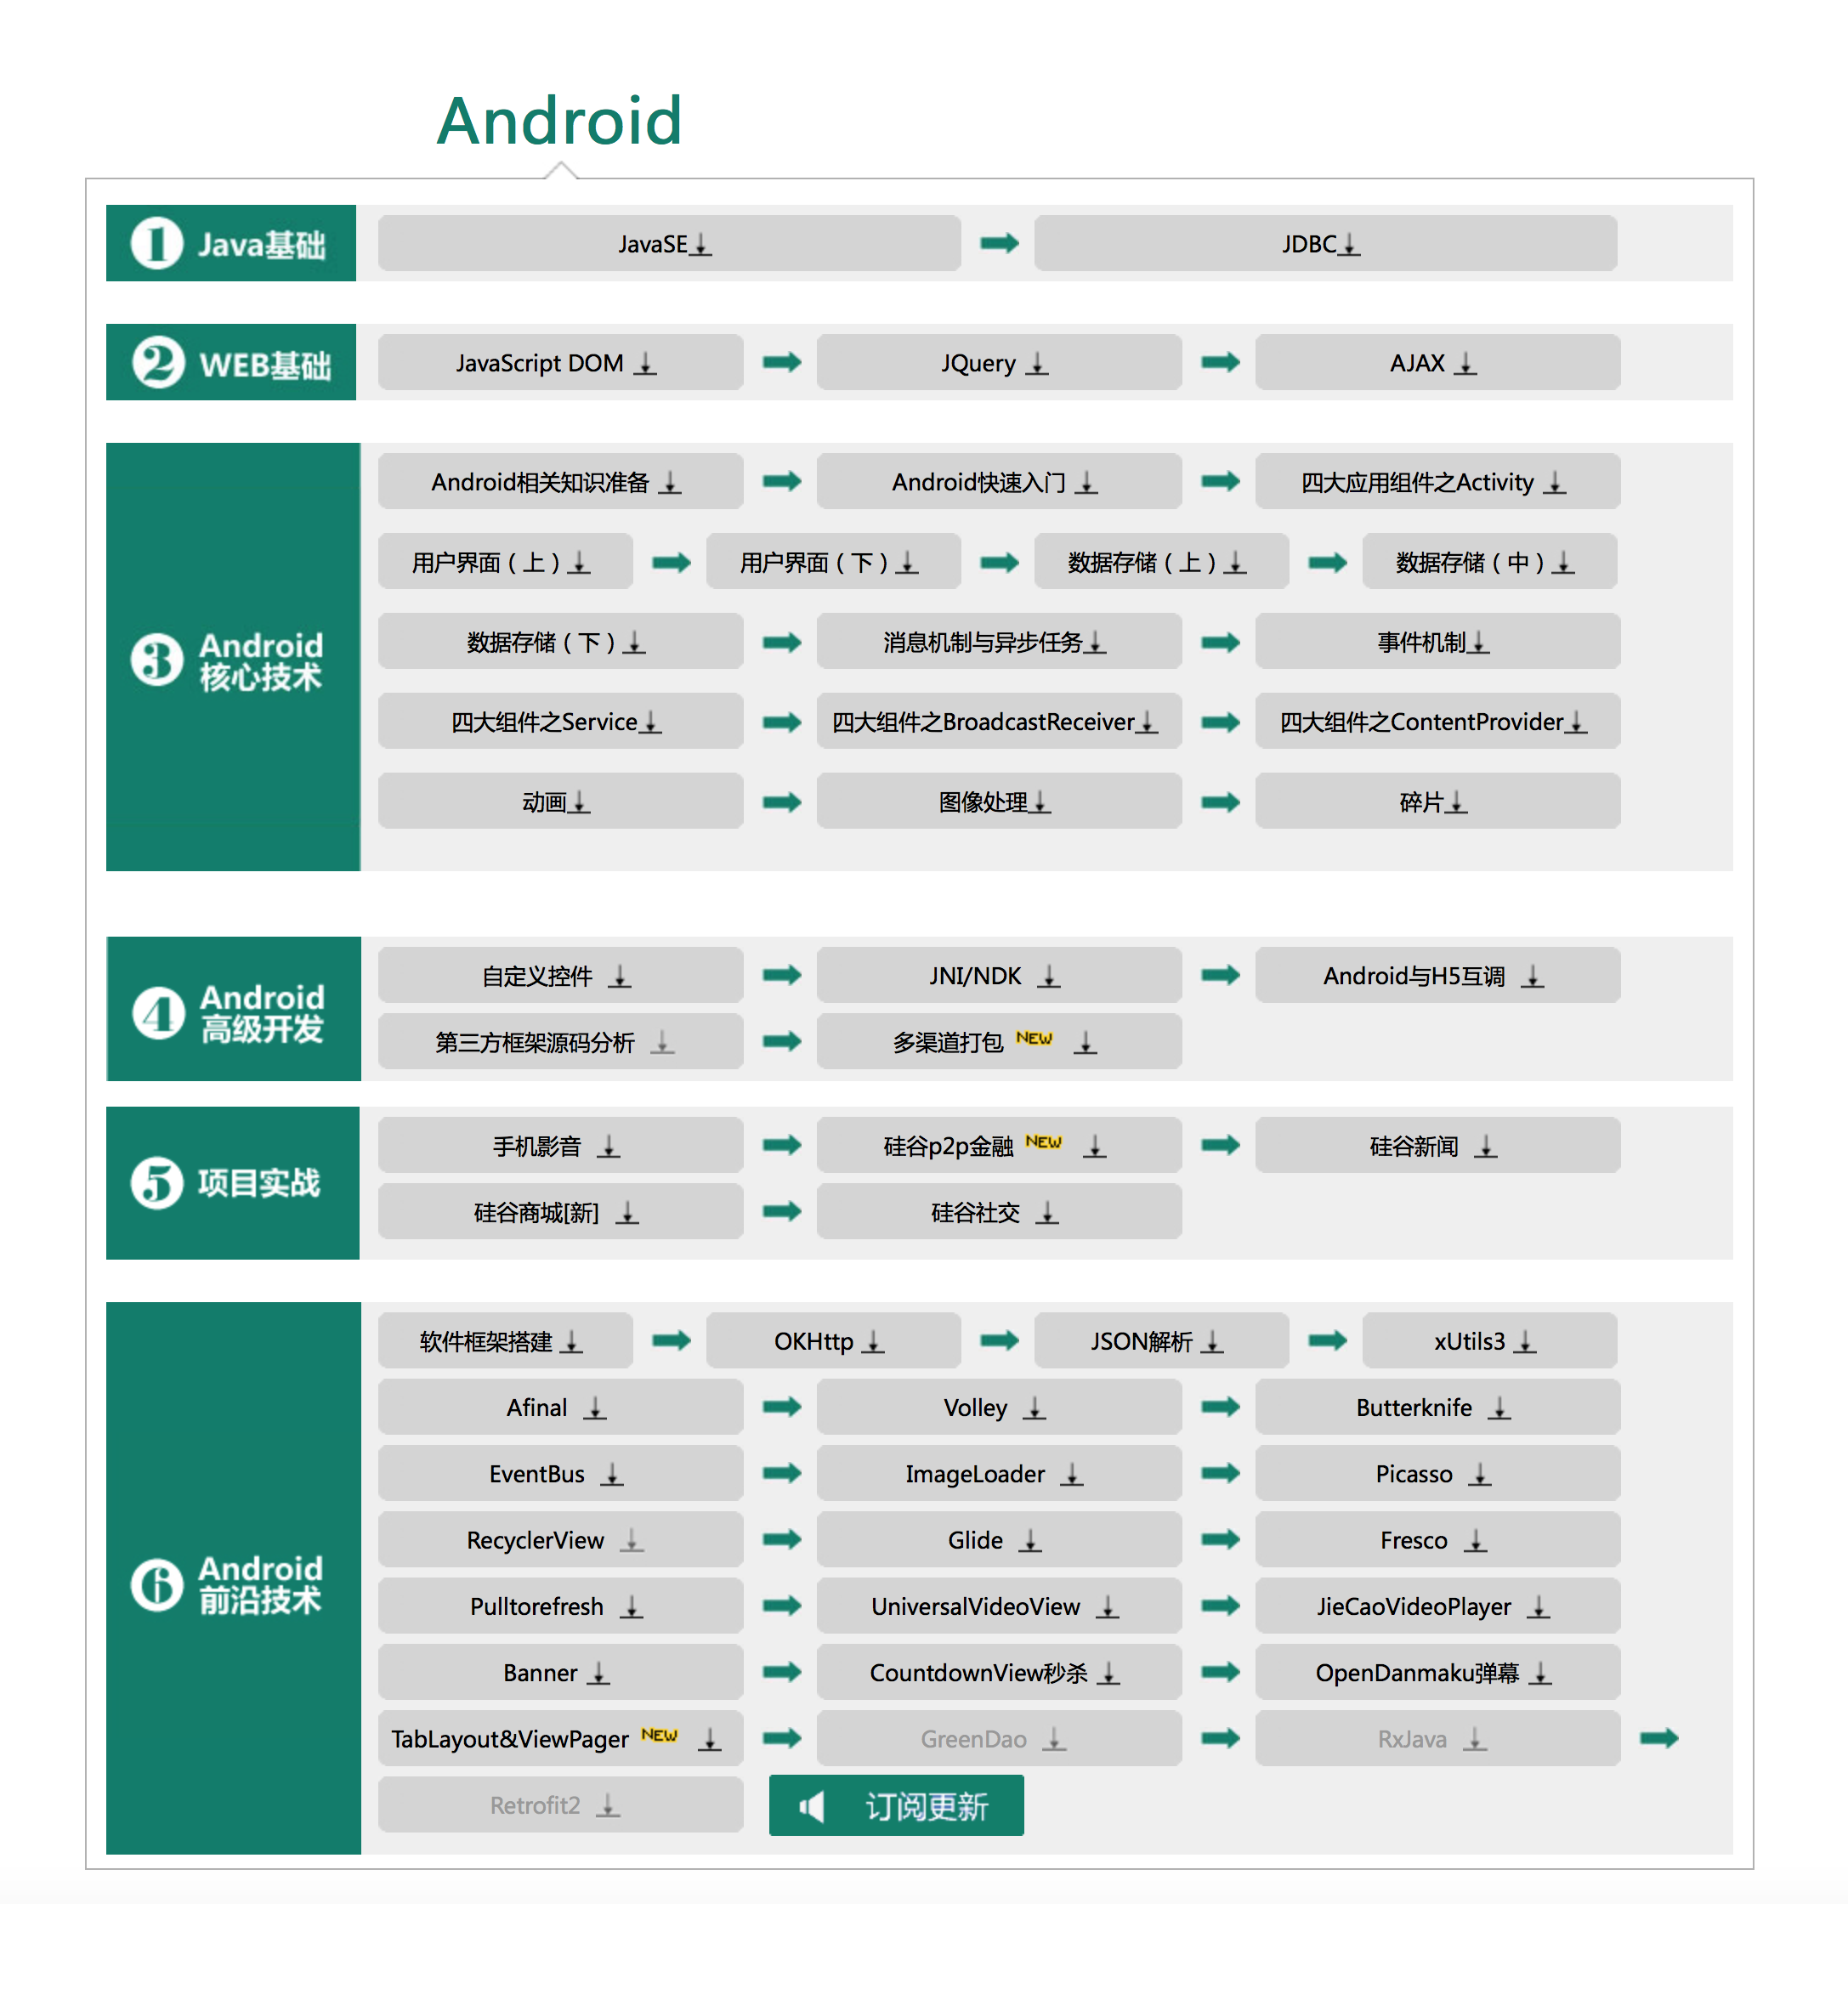 Android
1 Java基础
JavaSE JDBC
2 WEB基础
JavaScript DOM JQuery AJAX
3 Android
核心技术
Android相关知识准备 Android快速入门 四大应用组件之Activity
用户界面（上） 用户界面（下） 数据存储（上） 数据存储（中）
数据存储（下） 消息机制与异步任务 事件机制
四大组件之Service 四大组件之BroadcastReceiver 四大组件之ContentProvider
动画 图像处理 碎片
4 Android
高级开发
自定义控件 JNI/NDK Android与H5互调
第三方框架源码分析 多渠道打包 NEW
5 项目实战
手机影音 硅谷p2p金融 NEW 硅谷新闻
硅谷商城[新] 硅谷社交
6 Android
前沿技术
软件框架搭建 OKHttp JSON解析 xUtils3
Afinal Volley Butterknife
EventBus ImageLoader Picasso
RecyclerView Glide Fresco
Pulltorefresh UniversalVideoView JieCaoVideoPlayer
Banner CountdownView秒杀 OpenDanmaku弹幕
TabLayout&ViewPager NEW GreenDao RxJava
Retrofit2 订阅更新